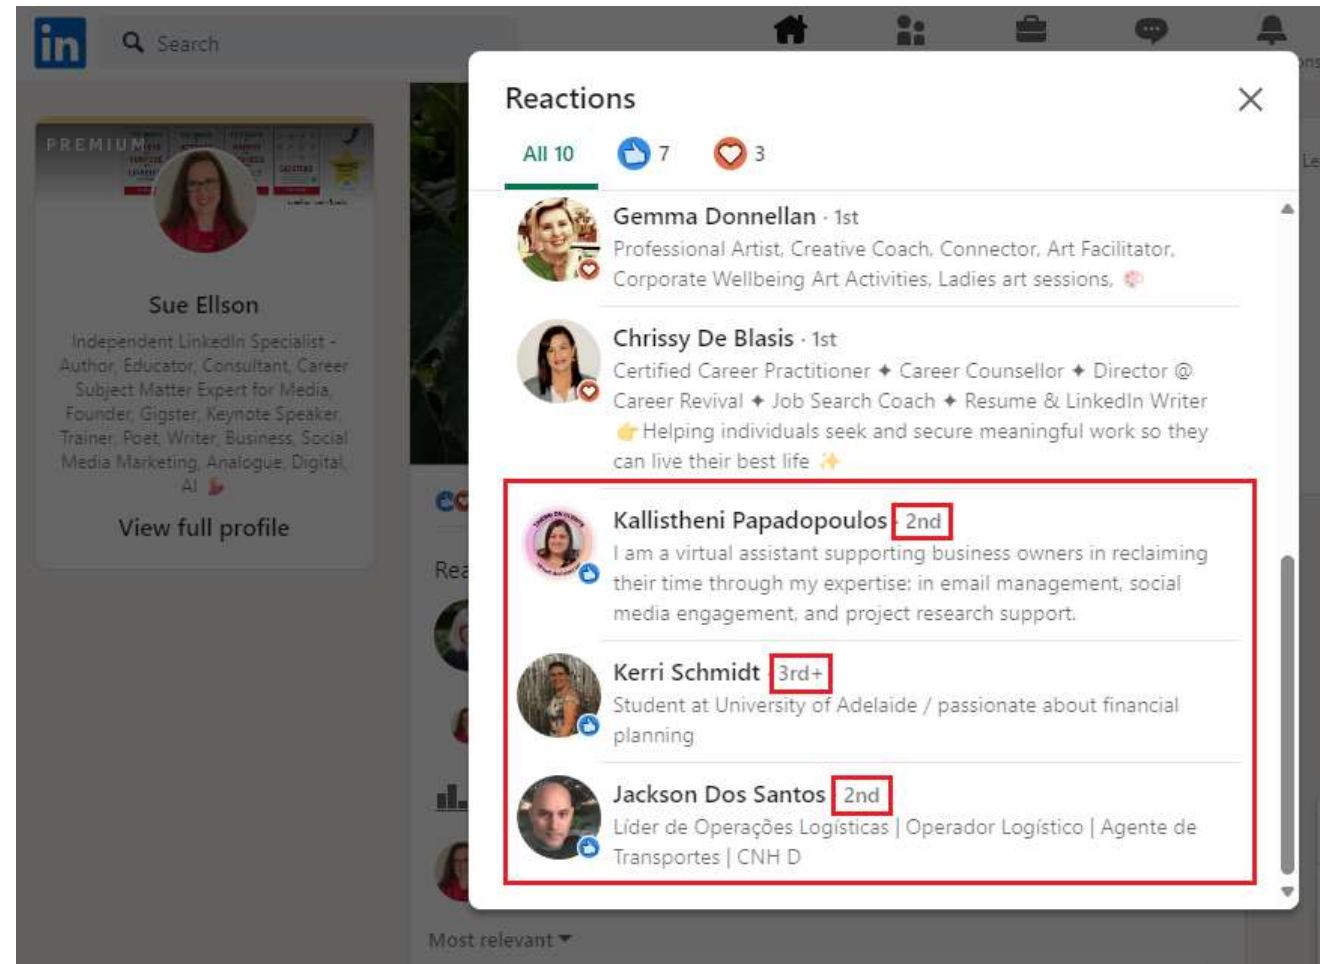 in
Search
PREMIUM
Sue Ellson
Independent LinkedIn Specialist -
Author, Educator, Consultant, Career
Subject Matter Expert for Media,
Founder, Gigster, Keynote Speaker,
Trainer, Poet, Writer, Business, Social
Media Marketing, Analogue, Digital,
AI 💃
View full profile
Reactions
All 10
7
3
Gemma Donnellan · 1st
Professional Artist, Creative Coach, Connector, Art Facilitator,
Corporate Wellbeing Art Activities, Ladies art sessions,
Chrissy De Blasis · 1st
Certified Career Practitioner ✦ Career Counsellor ✦ Director @
Career Revival ✦ Job Search Coach ✦ Resume & LinkedIn Writer
👉 Helping individuals seek and secure meaningful work so they
can live their best life ✨
Kallistheni Papadopoulos · 2nd
I am a virtual assistant supporting business owners in reclaiming
their time through my expertise: in email management, social
media engagement, and project research support.
Kerri Schmidt · 3rd+
Student at University of Adelaide / passionate about financial
planning
Jackson Dos Santos · 2nd
Líder de Operações Logísticas | Operador Logístico | Agente de
Transportes | CNH D
Rea
Most relevant